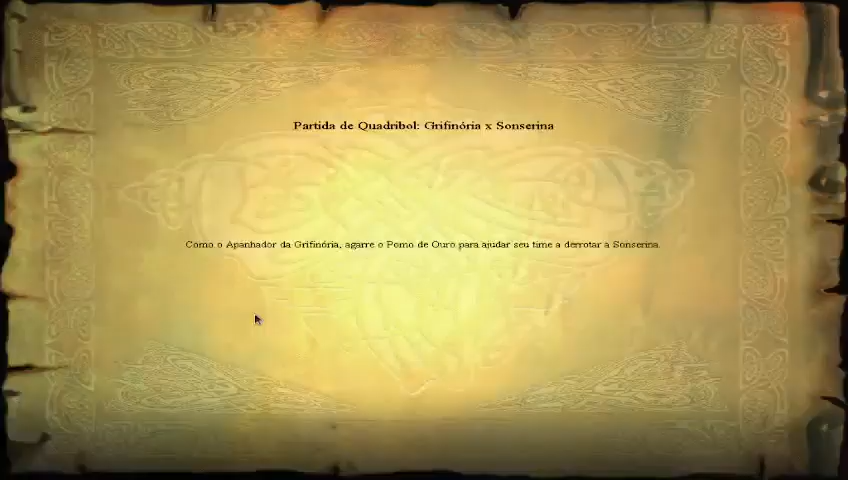 Partida de Quadribol: Grifinória x Sonserina
Como o Apanhador da Grifinória, agarre o Pomo de Ouro para ajudar seu time a derrotar a Sonserina.